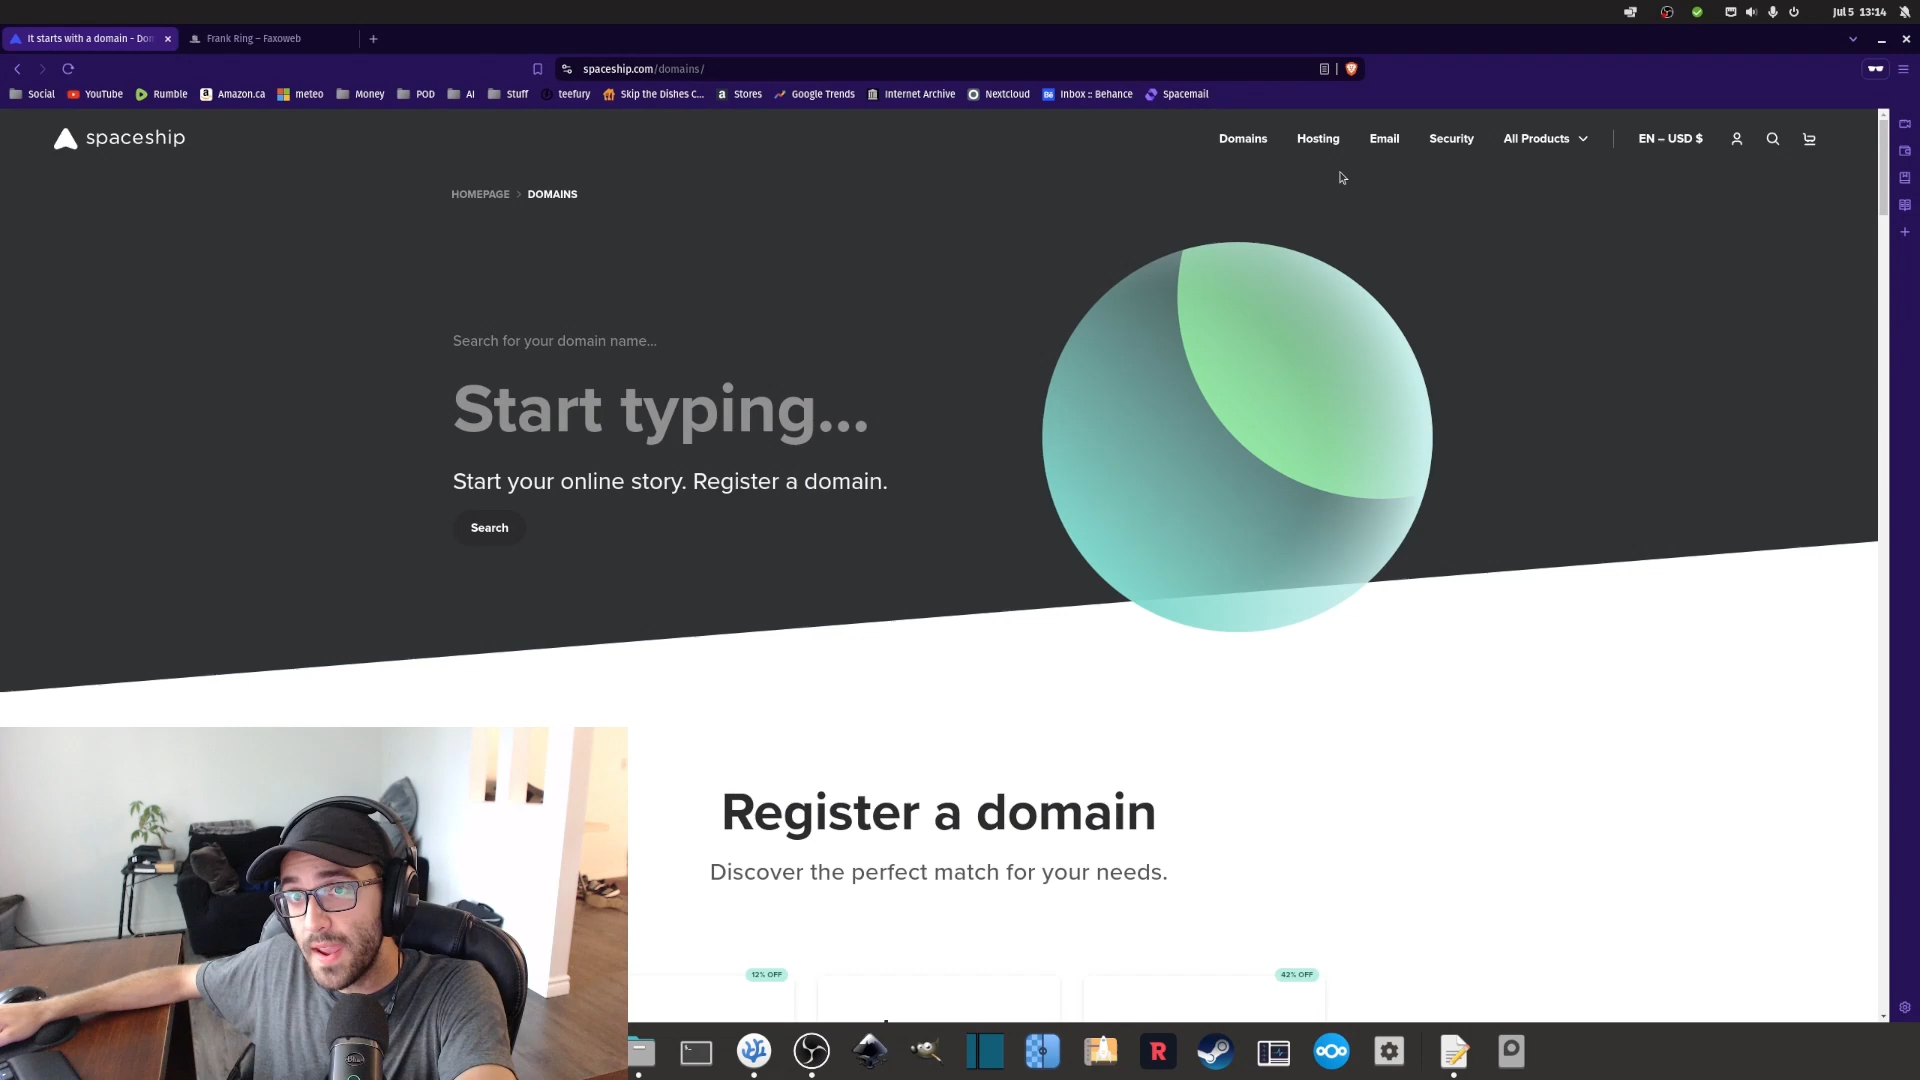 Jul 5 13:14
It starts with a domain - Don
Frank Ring – Faxoweb
spaceship.com/domains/
Social
YouTube
Rumble
Amazon.ca
meteo
Money
POD
AI
Stuff
teefury
Skip the Dishes C...
Stores
Google Trends
Internet Archive
Nextcloud
Inbox :: Behance
Spacemail
spaceship
Domains
Hosting
Email
Security
All Products
EN – USD $
HOMEPAGE > DOMAINS
Search for your domain name...
Start typing...
Start your online story. Register a domain.
Search
Register a domain
Discover the perfect match for your needs.
12% OFF
42% OFF
blue